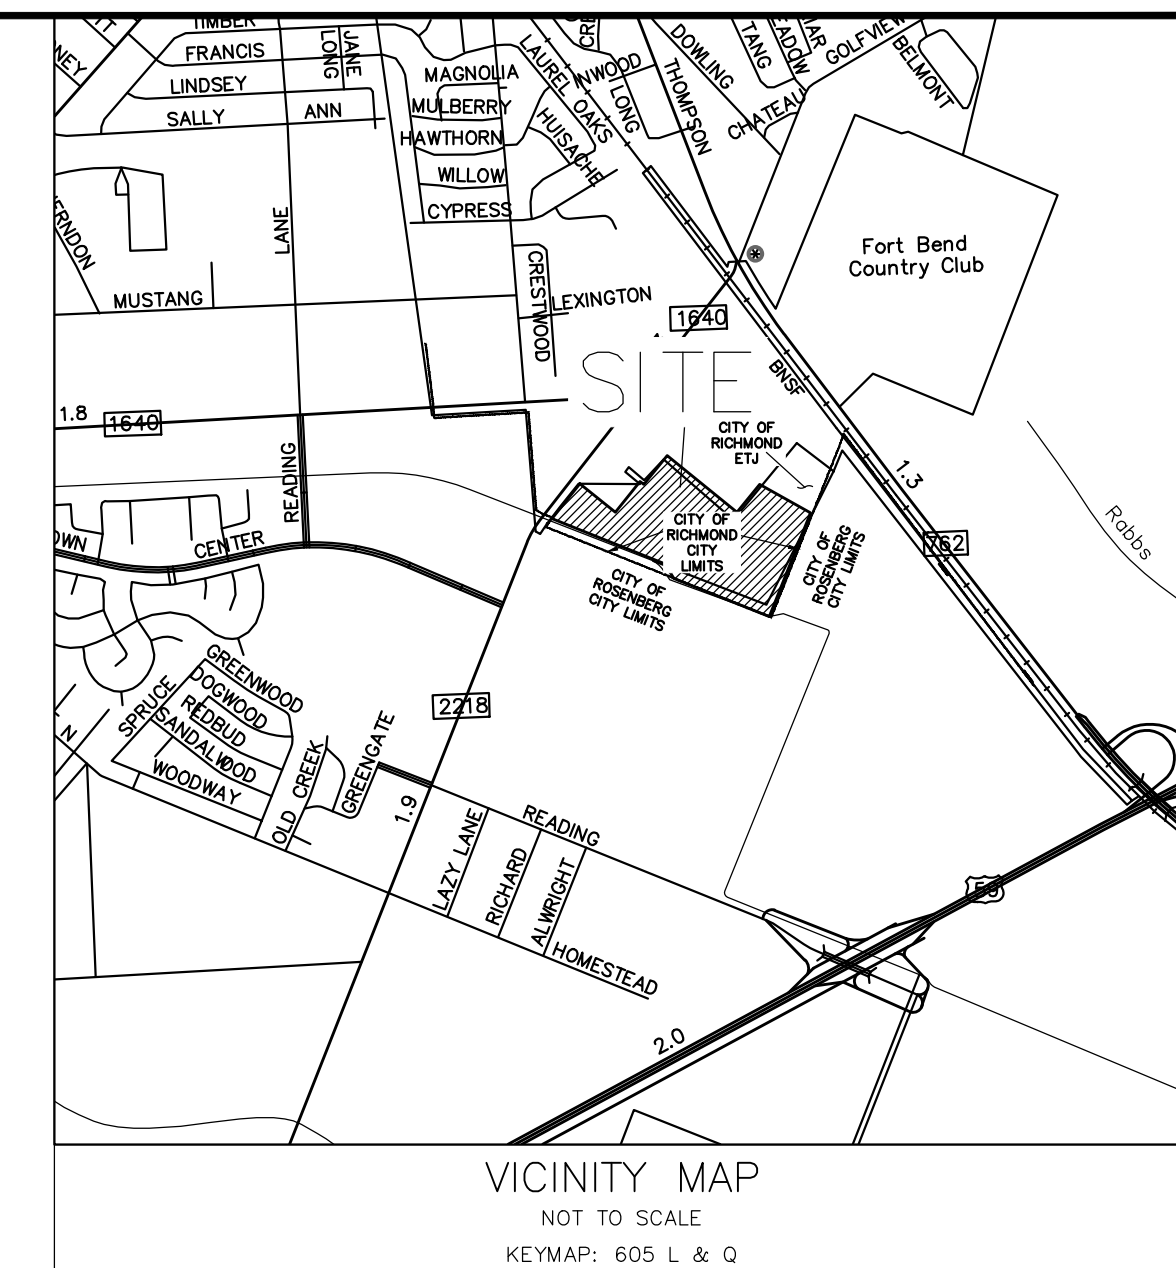 TIMBER
FRANCIS
LINDSEY
SALLY ANN
JANE
LONG
MAGNOLIA
MULBERRY
HAWTHORN
WILLOW
CYPRESS
LAUREL OAKS
HUISACHE
INWOOD
LONG
THOMPSON
DOWLING
TANG
CHATEAU
GOLFVIEW
BELMONT
LANE
MUSTANG
CRESTWOOD
LEXINGTON
Fort Bend
Country Club
1640
SITE
BNSF
1.8
1640
READING
CITY OF
RICHMOND
ETJ
1.3
Rabbs
762
CENTER
CITY OF
RICHMOND
CITY
LIMITS
CITY OF
ROSENBERG
CITY LIMITS
CITY OF
ROSENBERG
CITY LIMITS
GREENWOOD
DOGWOOD
REDBUD
SANDALWOOD
WOODWAY
SPRUCE
OLD CREEK
GREENGATE
2218
1.9
N
LAZY LANE
RICHARD
ALWRIGHT
READING
HOMESTEAD
59
2.0
VICINITY MAP
NOT TO SCALE
KEYMAP: 605 L & Q